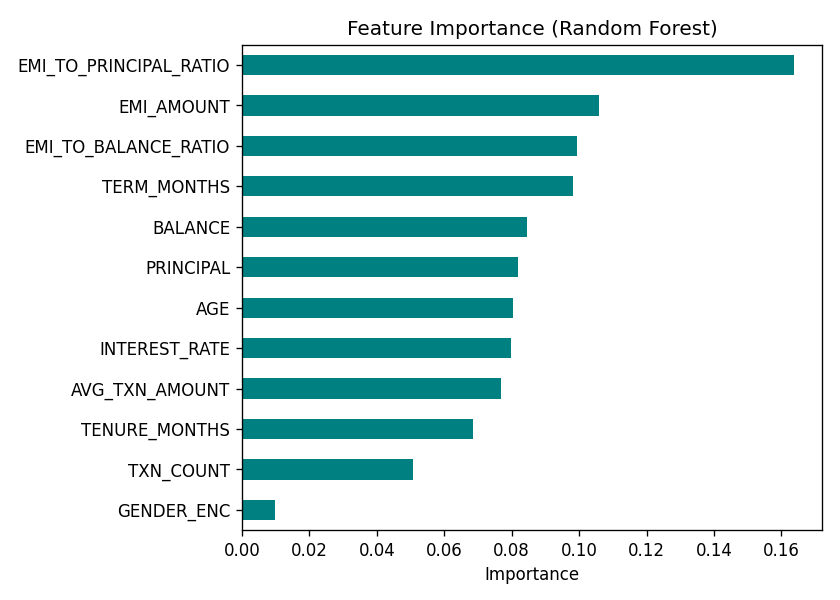 Feature Importance (Random Forest)
EMI_TO_PRINCIPAL_RATIO
EMI_AMOUNT
EMI_TO_BALANCE_RATIO
TERM_MONTHS
BALANCE
PRINCIPAL
AGE
INTEREST_RATE
AVG_TXN_AMOUNT
TENURE_MONTHS
TXN_COUNT
GENDER_ENC
0.00 0.02 0.04 0.06 0.08 0.10 0.12 0.14 0.16
Importance